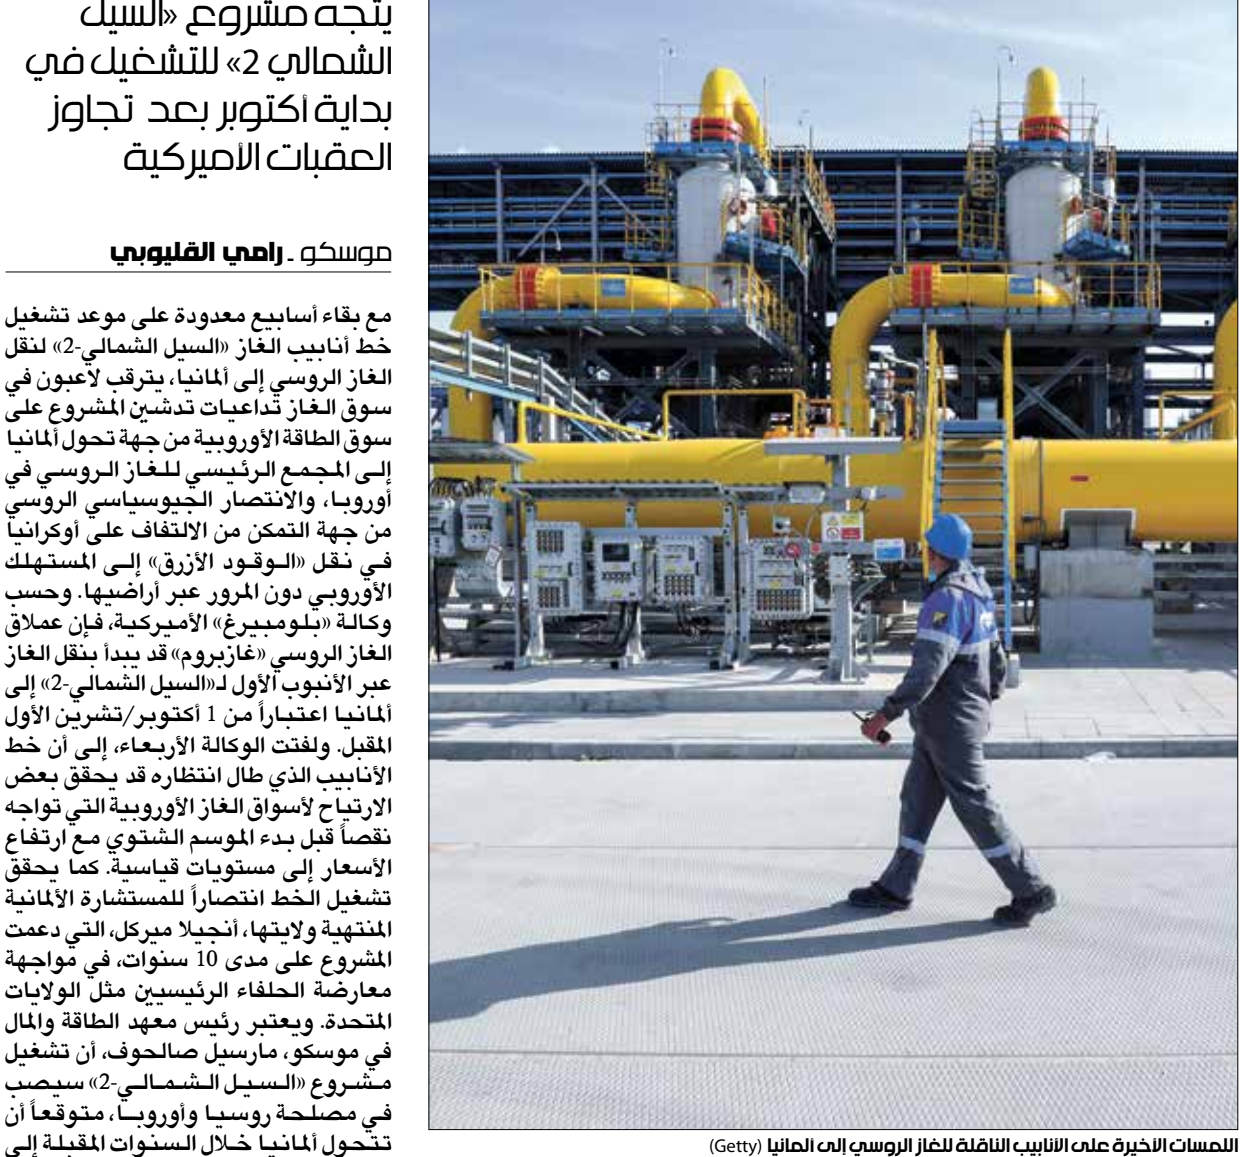 يتجه مشروع «السيل
الشمالي 2» للتشغيل في
بداية أكتوبر بعد تجاوز
العقبات الأميركية
موسكو ـ رامي القليوبي
مع بقاء أسابيع معدودة على موعد تشغيل
خط أنابيب الغاز «السيل الشمالي-2» لنقل
الغاز الروسي إلى ألمانيا، يترقب لاعبون في
سوق الغاز تداعيات تدشين المشروع على
سوق الطاقة الأوروبية من جهة تحول ألمانيا
إلى المجمع الرئيسي للغاز الروسي في
أوروبا، والانتصار الجيوسياسي الروسي
من جهة التمكن من الالتفاف على أوكرانيا
في نقل «الوقود الأزرق» إلى المستهلك
الأوروبي دون المرور عبر أراضيها. وحسب
وكالة «بلومبيرغ» الأميركية، فإن عملاق
الغاز الروسي «غازبروم» قد يبدأ بنقل الغاز
عبر الأنبوب الأول لـ«السيل الشمالي-2» إلى
ألمانيا اعتباراً من 1 أكتوبر/تشرين الأول
المقبل. ولفتت الوكالة الأربعاء، إلى أن خط
الأنابيب الذي طال انتظاره قد يحقق بعض
الارتياح لأسواق الغاز الأوروبية التي تواجه
نقصاً قبل بدء الموسم الشتوي مع ارتفاع
الأسعار إلى مستويات قياسية. كما يحقق
تشغيل الخط انتصاراً للمستشارة الألمانية
المنتهية ولايتها، أنجيلا ميركل، التي دعمت
المشروع على مدى 10 سنوات، في مواجهة
معارضة الحلفاء الرئيسيين مثل الولايات
المتحدة. ويعتبر رئيس معهد الطاقة والمال
في موسكو، مارسيل صالحوف، أن تشغيل
مشروع «السيل الشمالي-2» سيصب
في مصلحة روسيا وأوروبا، متوقعاً أن
تتحول ألمانيا خلال السنوات المقبلة إلى
اللمسات الأخيرة على الأنابيب الناقلة للغاز الروسي إلى ألمانيا (Getty)